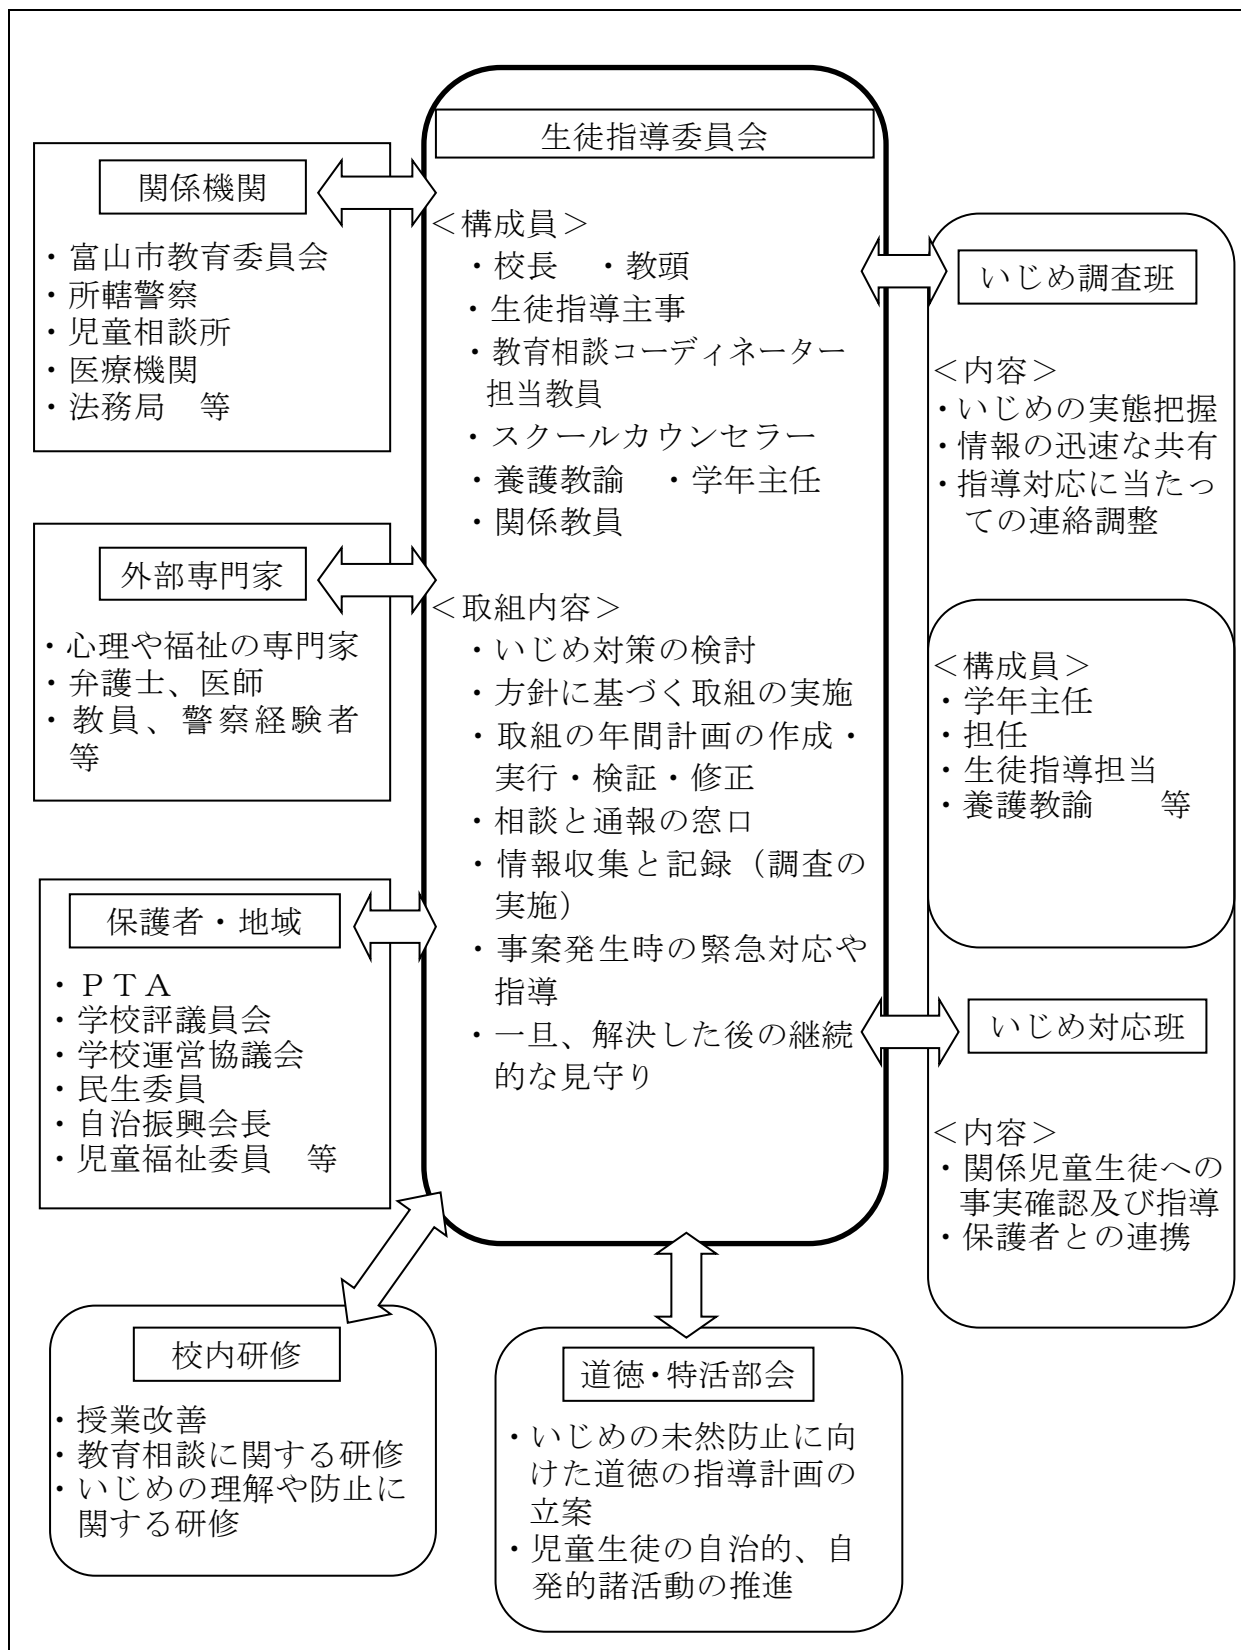 生徒指導委員会
＜構成員＞
・校長　・教頭
・生徒指導主事
・教育相談コーディネーター
担当教員
・スクールカウンセラー
・養護教諭　・学年主任
・関係教員
＜取組内容＞
・いじめ対策の検討
・方針に基づく取組の実施
・取組の年間計画の作成・
実行・検証・修正
・相談と通報の窓口
・情報収集と記録（調査の
実施）
・事案発生時の緊急対応や
指導
・一旦、解決した後の継続
的な見守り
関係機関
・富山市教育委員会
・所轄警察
・児童相談所
・医療機関
・法務局　等
外部専門家
・心理や福祉の専門家
・弁護士、医師
・教員、警察経験者
等
保護者・地域
・ＰＴＡ
・学校評議員会
・学校運営協議会
・民生委員
・自治振興会長
・児童福祉委員　等
いじめ調査班
＜内容＞
・いじめの実態把握
・情報の迅速な共有
・指導対応に当たっ
ての連絡調整
＜構成員＞
・学年主任
・担任
・生徒指導担当
・養護教諭　　等
いじめ対応班
＜内容＞
・関係児童生徒への
事実確認及び指導
・保護者との連携
校内研修
・授業改善
・教育相談に関する研修
・いじめの理解や防止に
関する研修
道徳・特活部会
・いじめの未然防止に向
けた道徳の指導計画の
立案
・児童生徒の自治的、自
発的諸活動の推進